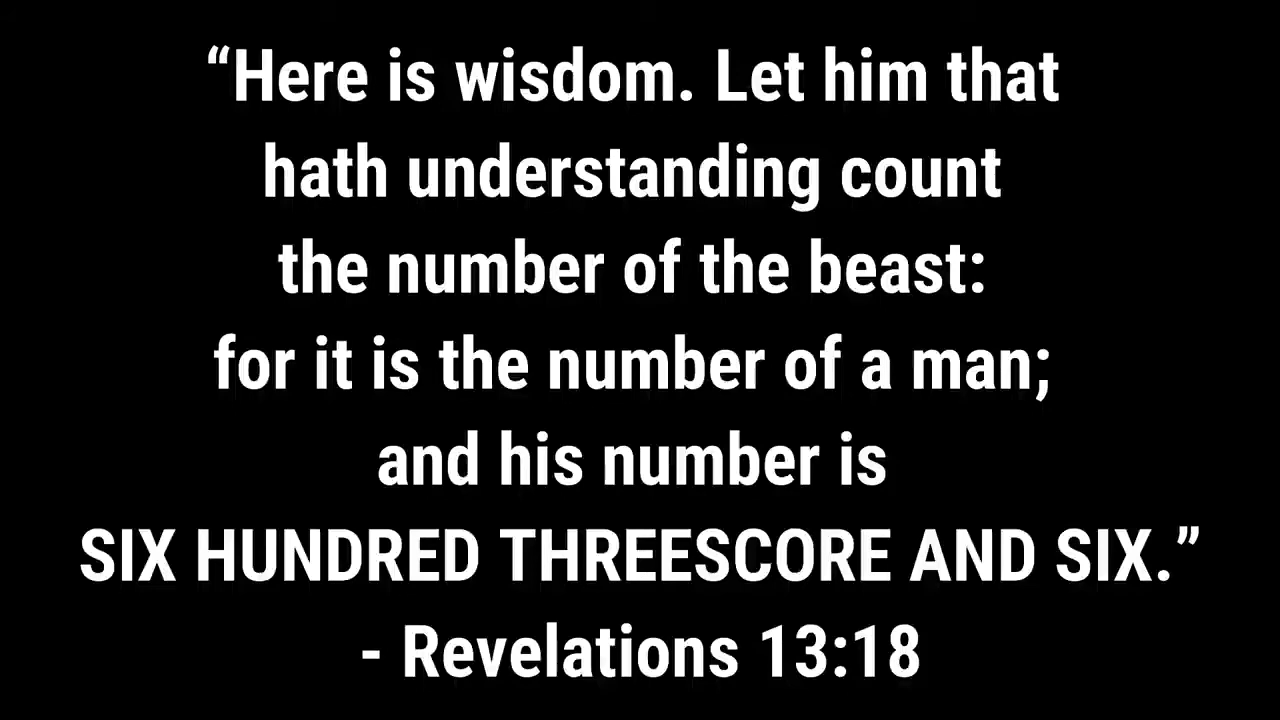 “Here is wisdom. Let him that
hath understanding count
the number of the beast:
for it is the number of a man;
and his number is
SIX HUNDRED THREESCORE AND SIX.”
- Revelations 13:18